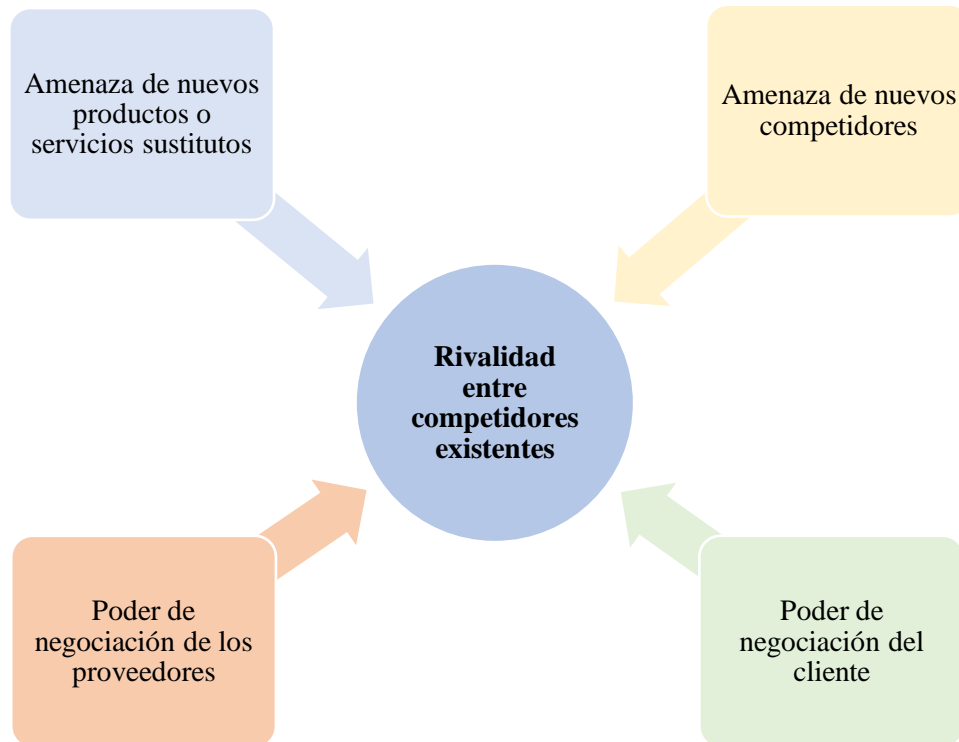 Amenaza de nuevos
productos o
servicios sustitutos
Amenaza de nuevos
competidores
Rivalidad
entre
competidores
existentes
Poder de
negociación de los
proveedores
Poder de
negociación del
cliente